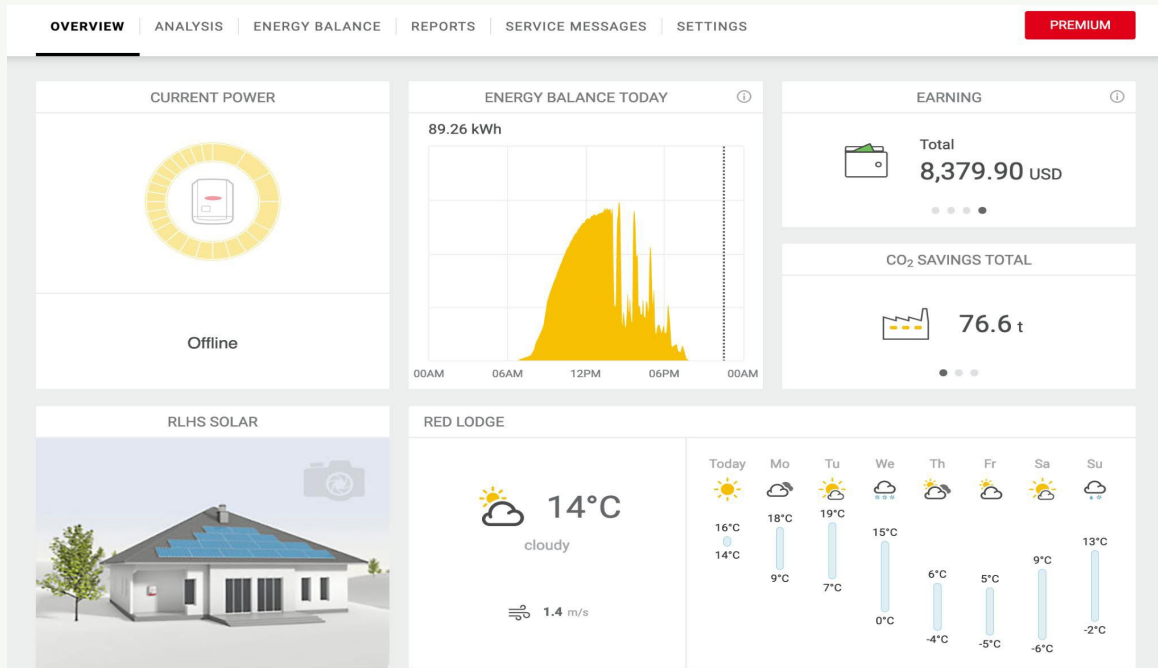 OVERVIEW
ANALYSIS
ENERGY BALANCE
REPORTS
SERVICE MESSAGES
SETTINGS
PREMIUM
CURRENT POWER
Offline
ENERGY BALANCE TODAY
89.26 kWh
00AM 06AM 12PM 06PM 00AM
EARNING
Total
8,379.90 USD
CO₂ SAVINGS TOTAL
76.6 t
RLHS SOLAR
RED LODGE
14°C
cloudy
1.4 m/s
Today Mo Tu We Th Fr Sa Su
16°C 18°C 19°C 15°C 6°C 5°C 9°C 13°C
14°C 9°C 7°C 0°C -4°C -5°C -6°C -2°C